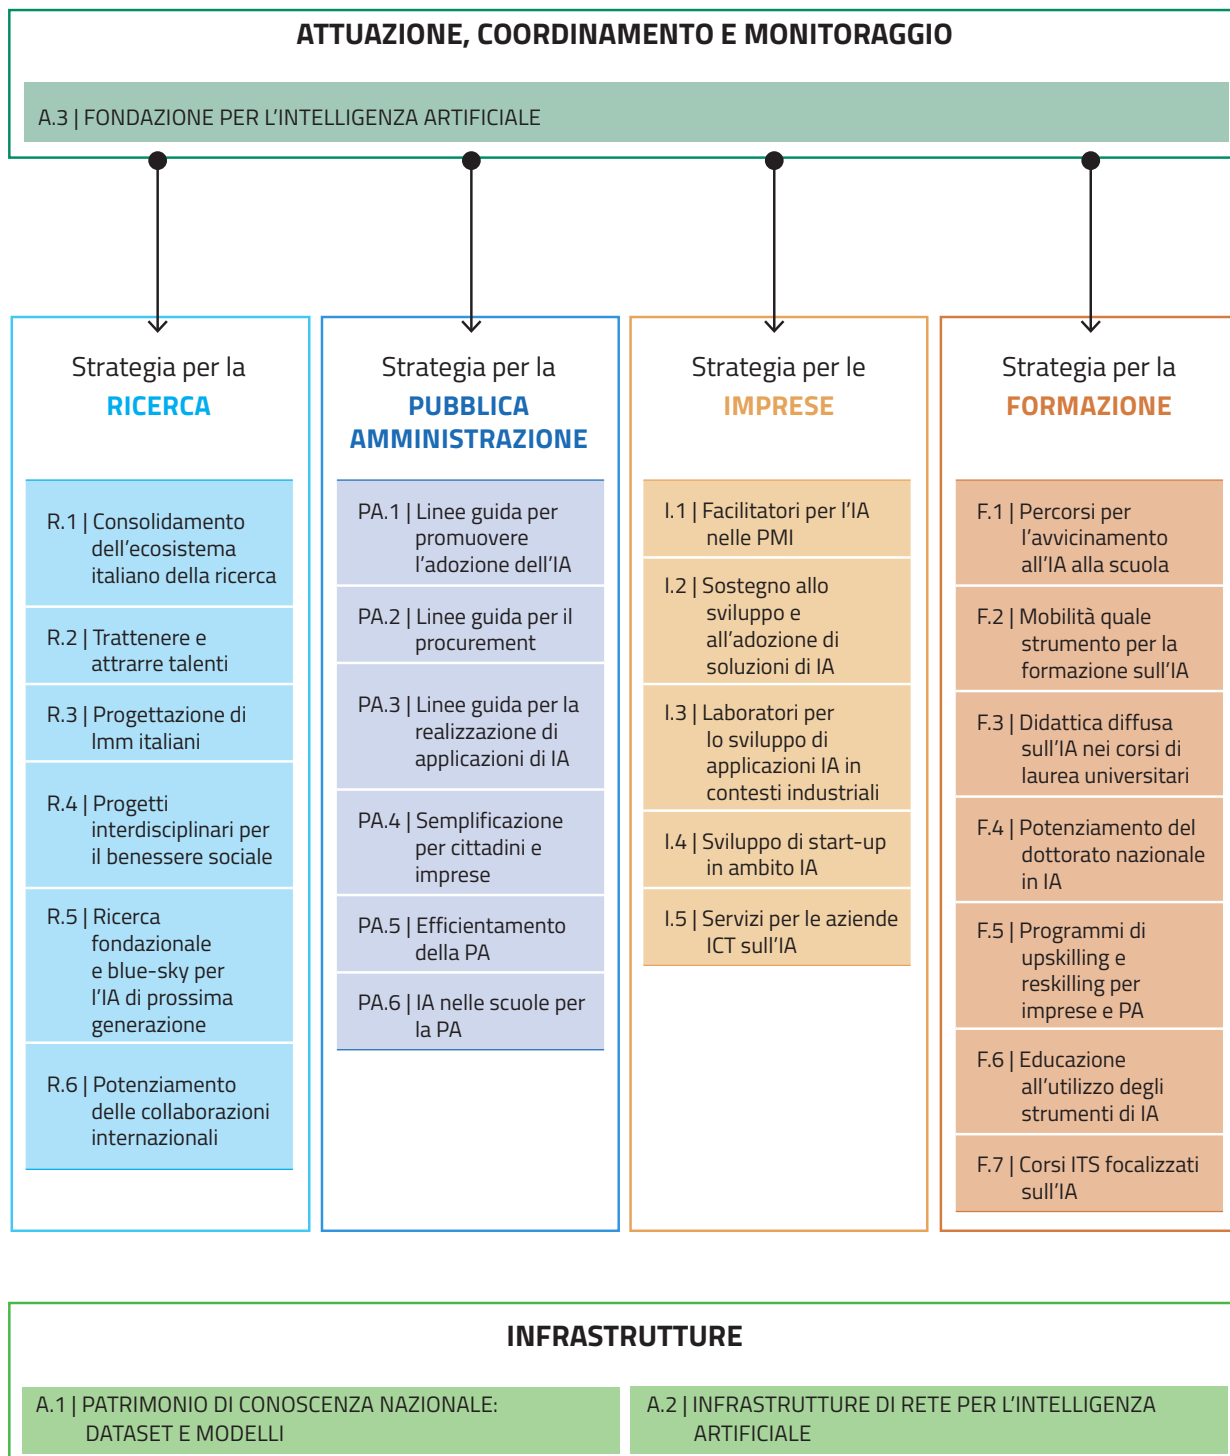 ATTUAZIONE, COORDINAMENTO E MONITORAGGIO
A.3 | FONDAZIONE PER L'INTELLIGENZA ARTIFICIALE
Strategia per la
RICERCA
R.1 | Consolidamento
dell'ecosistema
italiano della ricerca
R.2 | Trattenere e
attrarre talenti
R.3 | Progettazione di
lmm italiani
R.4 | Progetti
interdisciplinari per
il benessere sociale
R.5 | Ricerca
fondazionale
e blue-sky per
l'IA di prossima
generazione
R.6 | Potenziamento
delle collaborazioni
internazionali
Strategia per la
PUBBLICA
AMMINISTRAZIONE
PA.1 | Linee guida per
promuovere
l'adozione dell'IA
PA.2 | Linee guida per il
procurement
PA.3 | Linee guida per la
realizzazione di
applicazioni di IA
PA.4 | Semplificazione
per cittadini e
imprese
PA.5 | Efficientamento
della PA
PA.6 | IA nelle scuole per
la PA
Strategia per le
IMPRESE
I.1 | Facilitatori per l'IA
nelle PMI
I.2 | Sostegno allo
sviluppo e
all'adozione di
soluzioni di IA
I.3 | Laboratori per
lo sviluppo di
applicazioni IA in
contesti industriali
I.4 | Sviluppo di start-up
in ambito IA
I.5 | Servizi per le aziende
ICT sull'IA
Strategia per la
FORMAZIONE
F.1 | Percorsi per
l'avvicinamento
all'IA alla scuola
F.2 | Mobilità quale
strumento per la
formazione sull'IA
F.3 | Didattica diffusa
sull'IA nei corsi di
laurea universitari
F.4 | Potenziamento del
dottorato nazionale
in IA
F.5 | Programmi di
upskilling e
reskilling per
imprese e PA
F.6 | Educazione
all'utilizzo degli
strumenti di IA
F.7 | Corsi ITS focalizzati
sull'IA
INFRASTRUTTURE
A.1 | PATRIMONIO DI CONOSCENZA NAZIONALE:
DATASET E MODELLI
A.2 | INFRASTRUTTURE DI RETE PER L'INTELLIGENZA
ARTIFICIALE